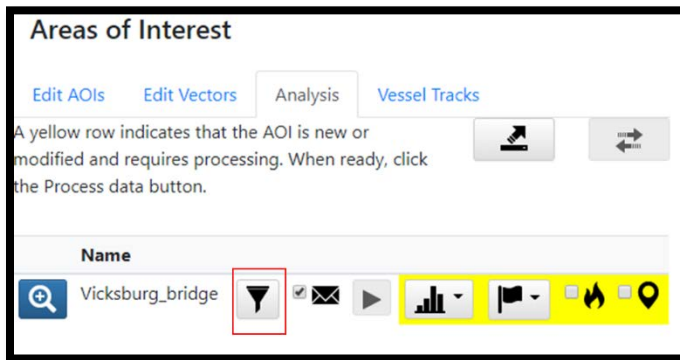 Areas of Interest
Edit AOIs Edit Vectors Analysis Vessel Tracks
A yellow row indicates that the AOI is new or
modified and requires processing. When ready, click
the Process data button.
Name
Vicksburg_bridge